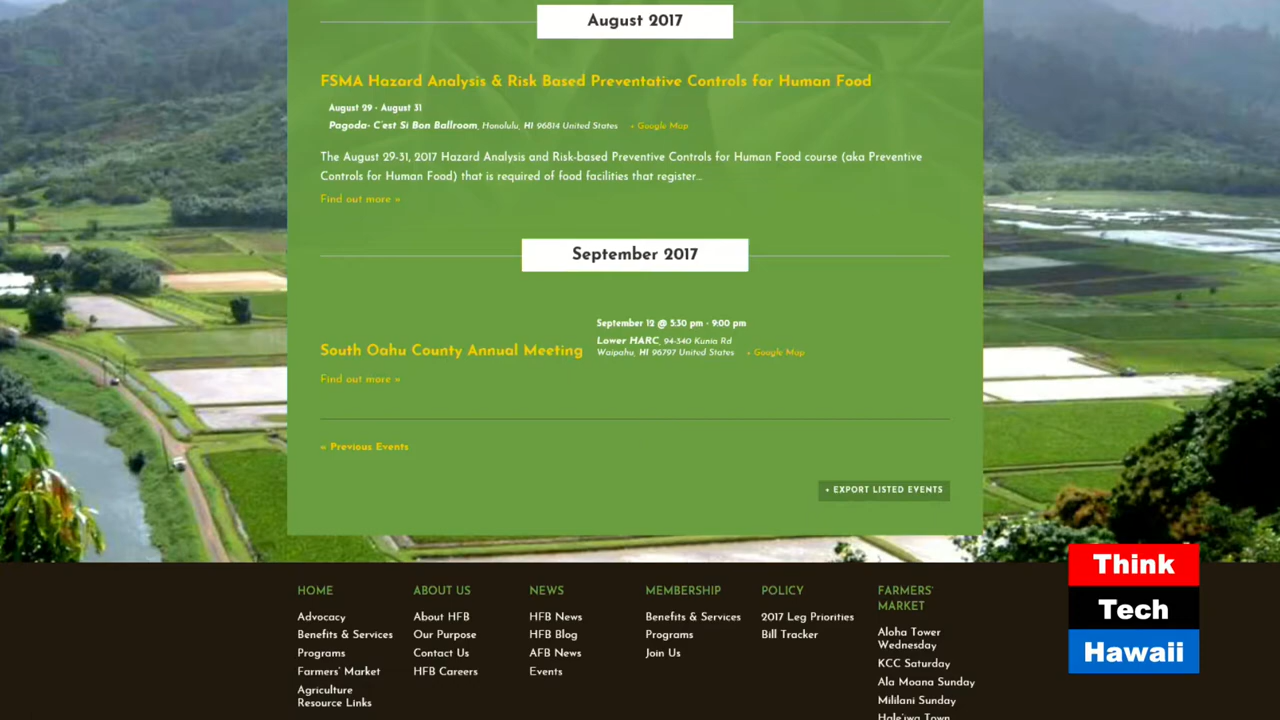 August 2017
FSMA Hazard Analysis & Risk Based Preventative Controls for Human Food
August 29 - August 31
Pagoda- C'est Si Bon Ballroom, Honolulu, HI 96814 United States + Google Map
The August 29-31, 2017 Hazard Analysis and Risk-based Preventive Controls for Human Food course (aka Preventive
Controls for Human Food) that is required of food facilities that register...
Find out more »
September 2017
September 12 @ 5:30 pm - 9:00 pm
Lower HARC, 94-340 Kunia Rd
Waipahu, HI 96797 United States + Google Map
South Oahu County Annual Meeting
Find out more »
« Previous Events
+ EXPORT LISTED EVENTS
HOME
Advocacy
Benefits & Services
Programs
Farmers' Market
Agriculture
Resource Links
ABOUT US
About HFB
Our Purpose
Contact Us
HFB Careers
NEWS
HFB News
HFB Blog
AFB News
Events
MEMBERSHIP
Benefits & Services
Programs
Join Us
POLICY
2017 Leg Priorities
Bill Tracker
FARMERS'
MARKET
Aloha Tower
Wednesday
KCC Saturday
Ala Moana Sunday
Mililani Sunday
Hale'iwa Town
Think
Tech
Hawaii